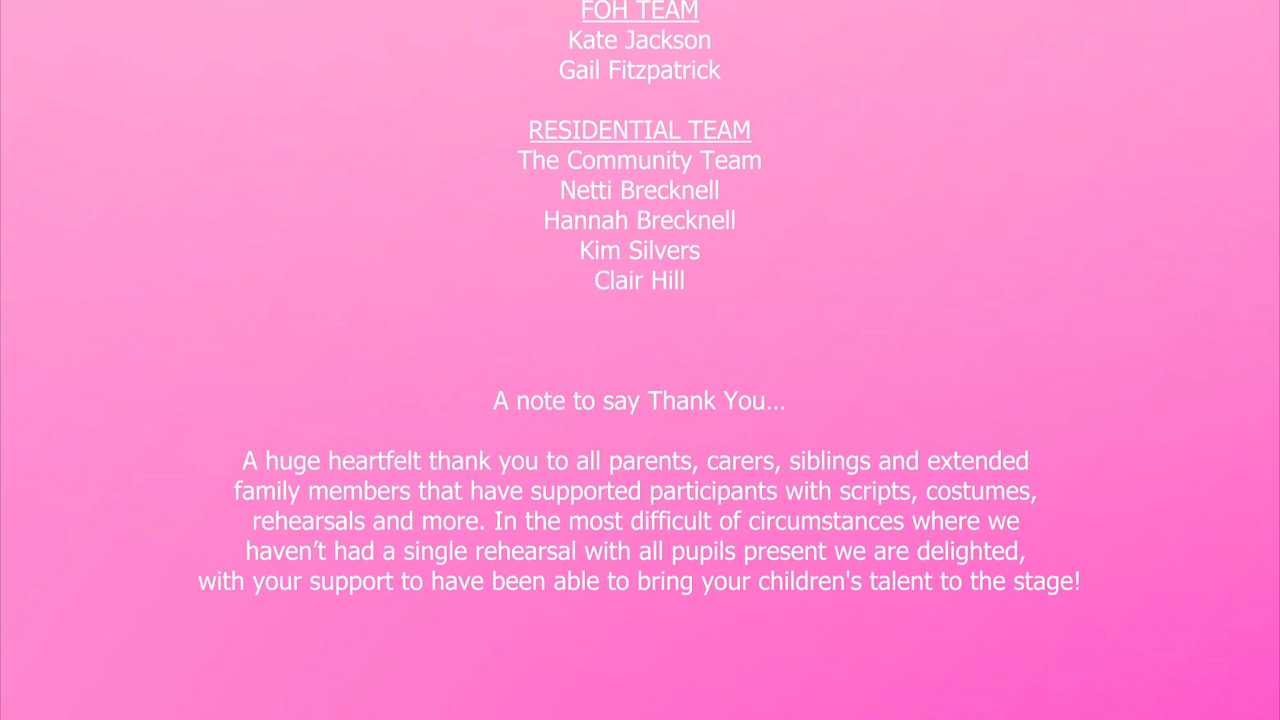 FOH TEAM
Kate Jackson
Gail Fitzpatrick
RESIDENTIAL TEAM
The Community Team
Netti Brecknell
Hannah Brecknell
Kim Silvers
Clair Hill
A note to say Thank You...
A huge heartfelt thank you to all parents, carers, siblings and extended
family members that have supported participants with scripts, costumes,
rehearsals and more. In the most difficult of circumstances where we
haven’t had a single rehearsal with all pupils present we are delighted,
with your support to have been able to bring your children's talent to the stage!